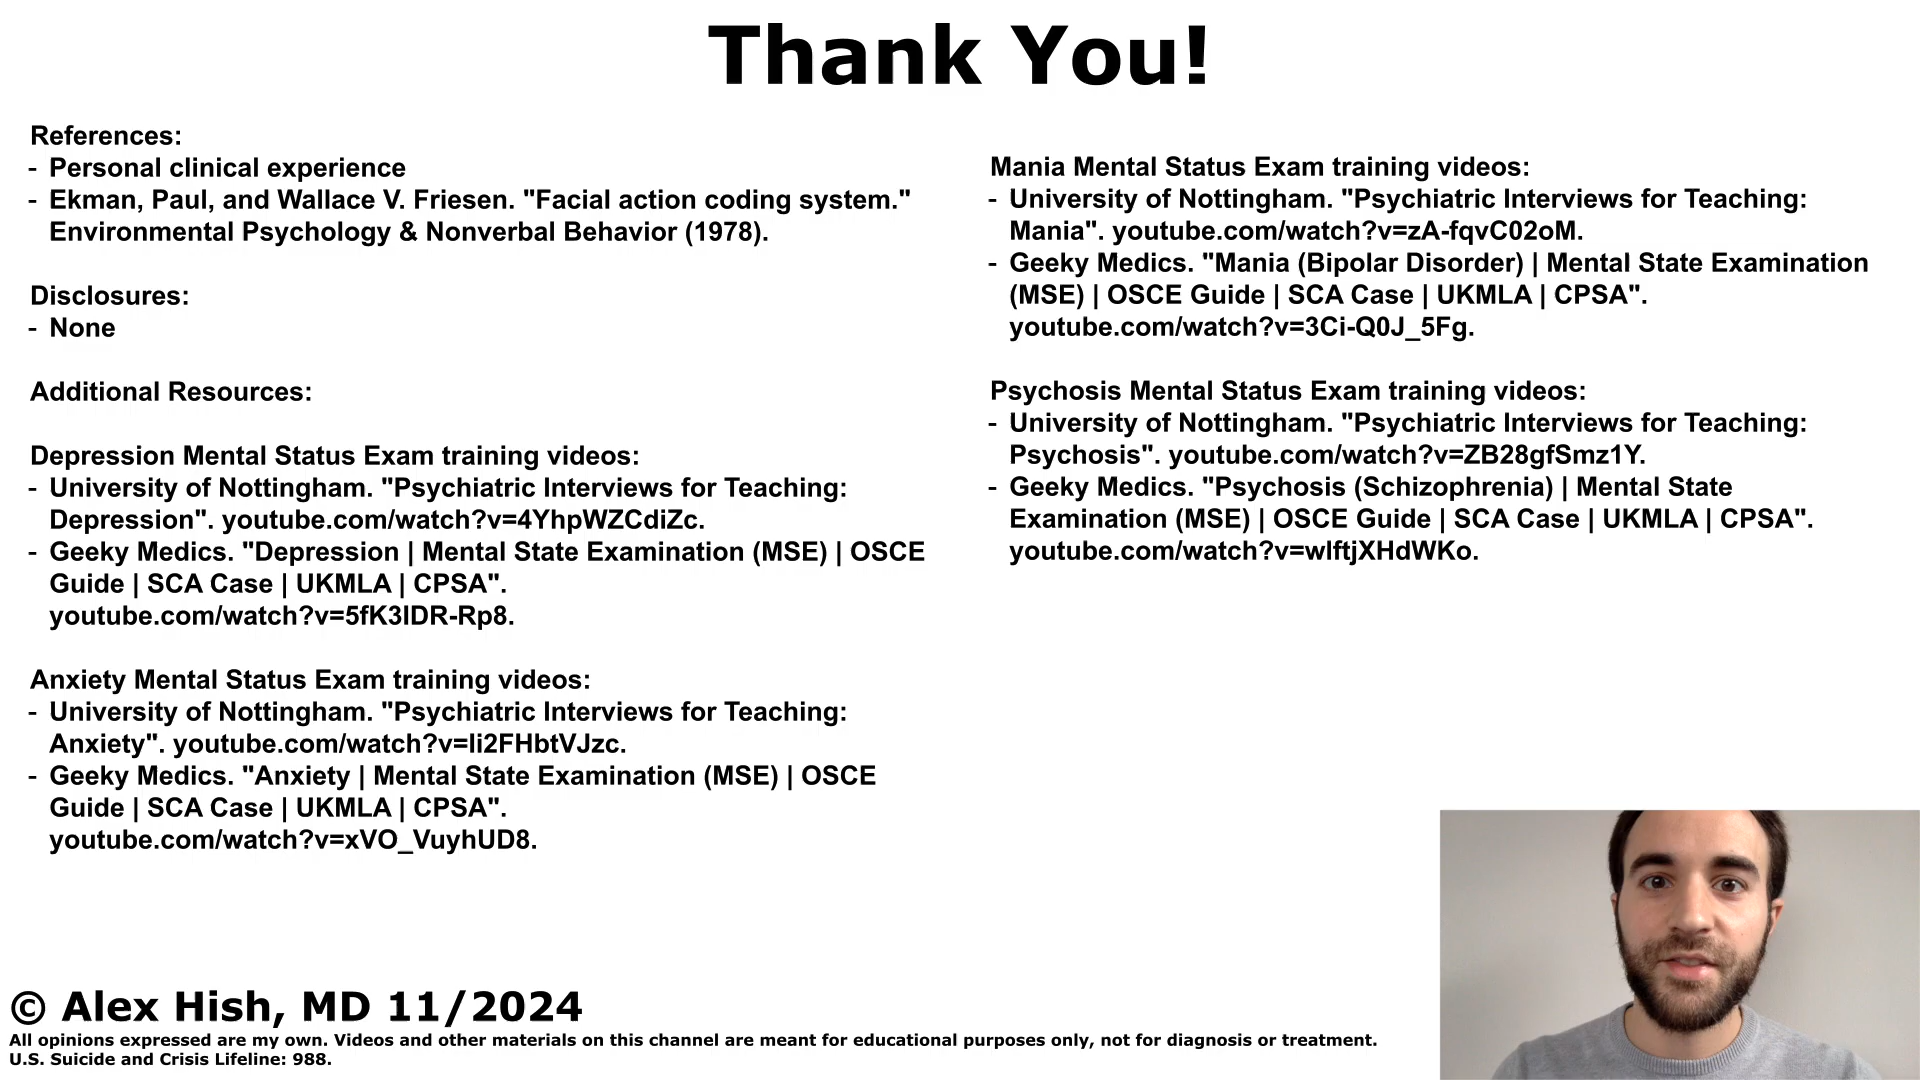 Thank You!
References:
- Personal clinical experience
- Ekman, Paul, and Wallace V. Friesen. "Facial action coding system."
Environmental Psychology & Nonverbal Behavior (1978).
Disclosures:
- None
Additional Resources:
Depression Mental Status Exam training videos:
- University of Nottingham. "Psychiatric Interviews for Teaching:
Depression". youtube.com/watch?v=4YhpWZCdiZc.
- Geeky Medics. "Depression | Mental State Examination (MSE) | OSCE
Guide | SCA Case | UKMLA | CPSA".
youtube.com/watch?v=5fK3IDR-Rp8.
Anxiety Mental Status Exam training videos:
- University of Nottingham. "Psychiatric Interviews for Teaching:
Anxiety". youtube.com/watch?v=Ii2FHbtVJzc.
- Geeky Medics. "Anxiety | Mental State Examination (MSE) | OSCE
Guide | SCA Case | UKMLA | CPSA".
youtube.com/watch?v=xVO_VuyhUD8.
Mania Mental Status Exam training videos:
- University of Nottingham. "Psychiatric Interviews for Teaching:
Mania". youtube.com/watch?v=zA-fqvC02oM.
- Geeky Medics. "Mania (Bipolar Disorder) | Mental State Examination
(MSE) | OSCE Guide | SCA Case | UKMLA | CPSA".
youtube.com/watch?v=3Ci-Q0J_5Fg.
Psychosis Mental Status Exam training videos:
- University of Nottingham. "Psychiatric Interviews for Teaching:
Psychosis". youtube.com/watch?v=ZB28gfSmz1Y.
- Geeky Medics. "Psychosis (Schizophrenia) | Mental State
Examination (MSE) | OSCE Guide | SCA Case | UKMLA | CPSA".
youtube.com/watch?v=wIftjXHdWKo.
© Alex Hish, MD 11/2024
All opinions expressed are my own. Videos and other materials on this channel are meant for educational purposes only, not for diagnosis or treatment.
U.S. Suicide and Crisis Lifeline: 988.